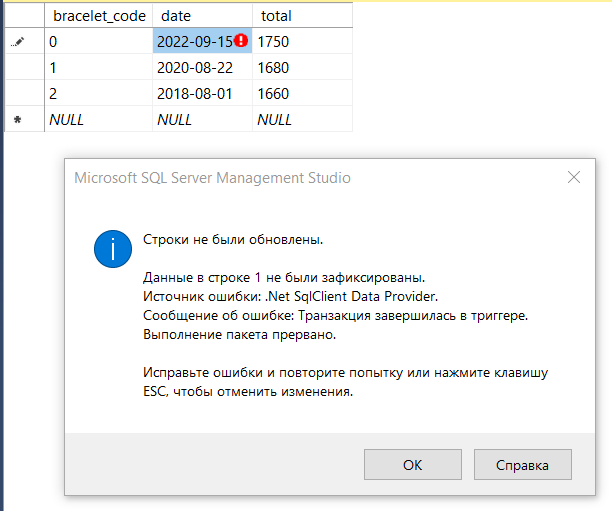 bracelet_code date total
0 2022-09-15 1750
1 2020-08-22 1680
2 2018-08-01 1660
NULL NULL NULL
Microsoft SQL Server Management Studio
Строки не были обновлены.
Данные в строке 1 не были зафиксированы.
Источник ошибки: .Net SqlClient Data Provider.
Сообщение об ошибке: Транзакция завершилась в триггере.
Выполнение пакета прервано.
Исправьте ошибки и повторите попытку или нажмите клавишу
ESC, чтобы отменить изменения.
ОК Справка